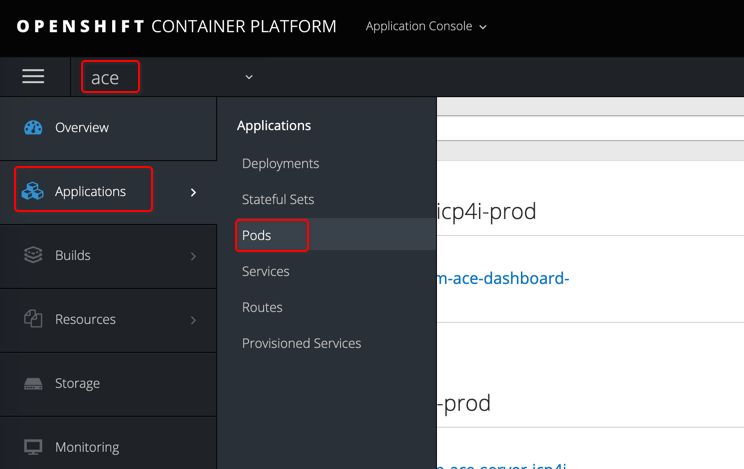 OPENSHIFT CONTAINER PLATFORM Application Console
ace
Overview
Applications
Builds
Resources
Storage
Monitoring
Applications
Deployments
Stateful Sets
Pods
Services
Routes
Provisioned Services
icp4i-prod
m-ace-dashboard-
-prod